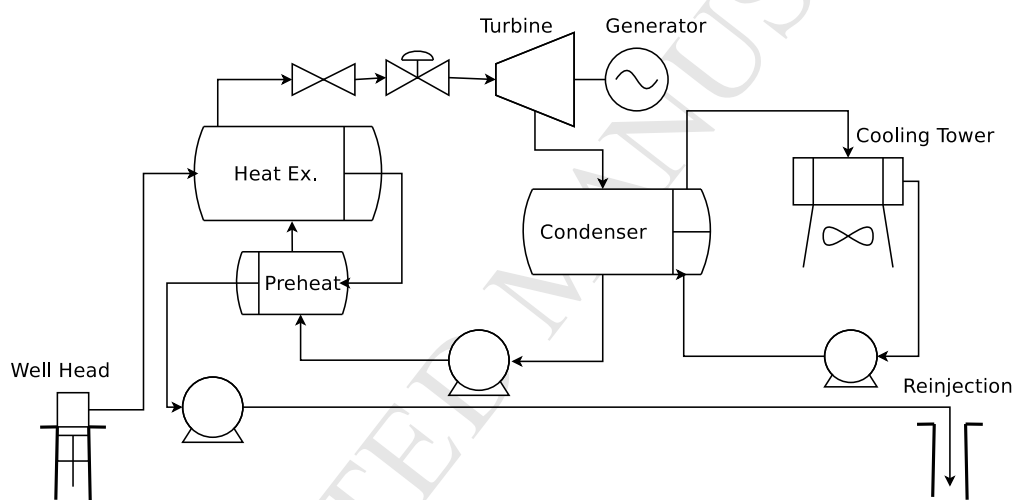 Turbine
Generator
Cooling Tower
Heat Ex.
Condenser
Preheat
Well Head
Reinjection